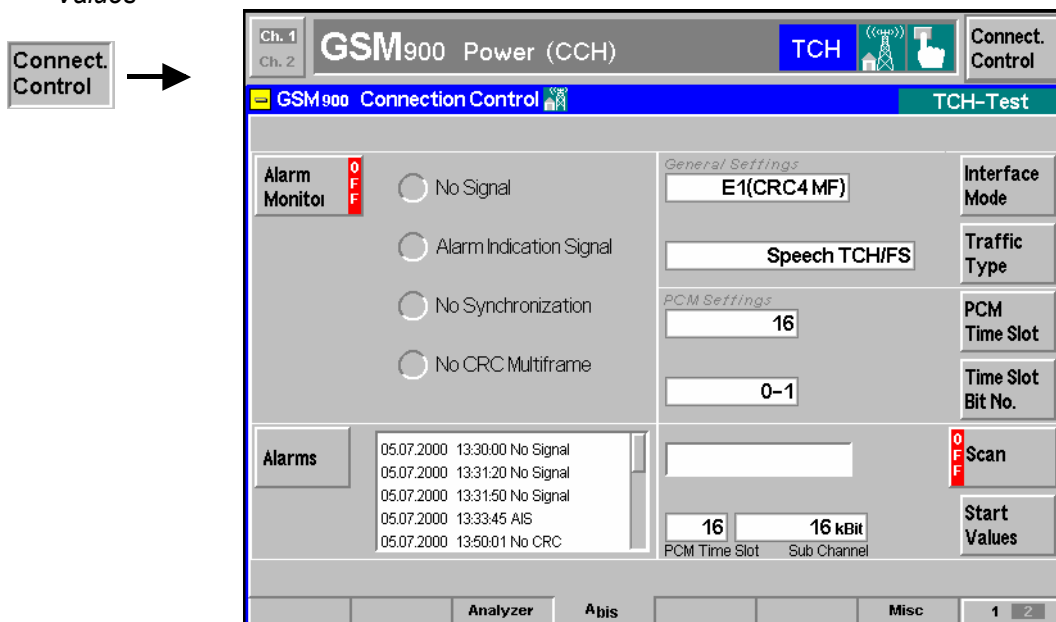 Values
Connect.
Control
Ch. 1
Ch. 2
GSM900 Power (CCH)
TCH
Connect.
Control
GSM900 Connection Control
TCH-Test
Alarm
Monitor
OFF
No Signal
Alarm Indication Signal
No Synchronization
No CRC Multiframe
General Settings
E1(CRC4 MF)
Interface
Mode
Speech TCH/FS
Traffic
Type
PCM Settings
16
PCM
Time Slot
0-1
Time Slot
Bit No.
Alarms
05.07.2000 13:30:00 No Signal
05.07.2000 13:31:20 No Signal
05.07.2000 13:31:50 No Signal
05.07.2000 13:33:45 AIS
05.07.2000 13:50:01 No CRC
OFF
Scan
16
16 kBit
PCM Time Slot
Sub Channel
Start
Values
Analyzer
Abis
Misc
1 2